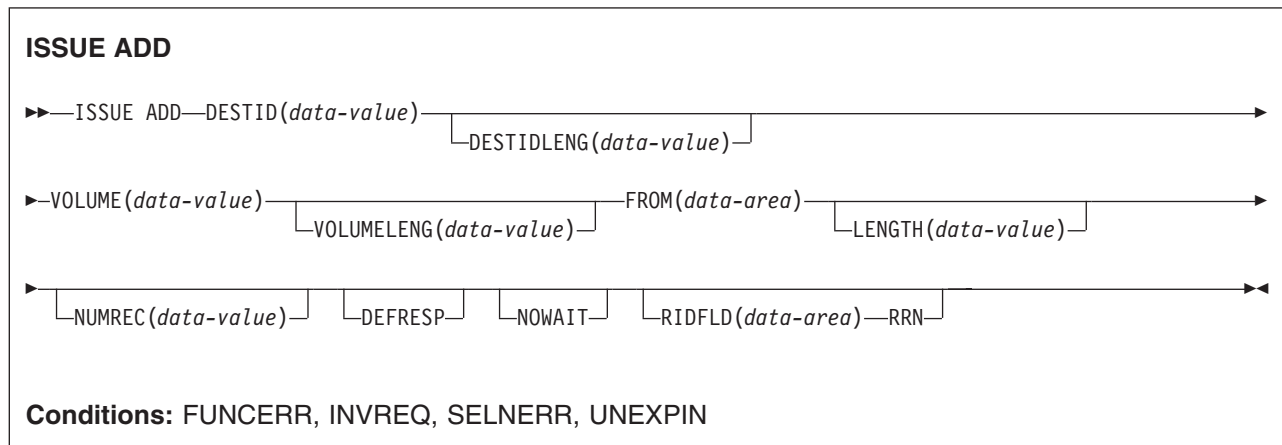 ISSUE ADD
ISSUE ADD DESTID(data-value)
DESTIDLENG(data-value)
VOLUME(data-value) FROM(data-area)
VOLUMELENG(data-value) LENGTH(data-value)
NUMREC(data-value) DEFRESP NOWAIT RIDFLD(data-area) RRN
Conditions: FUNCERR, INVREQ, SELNERR, UNEXPIN